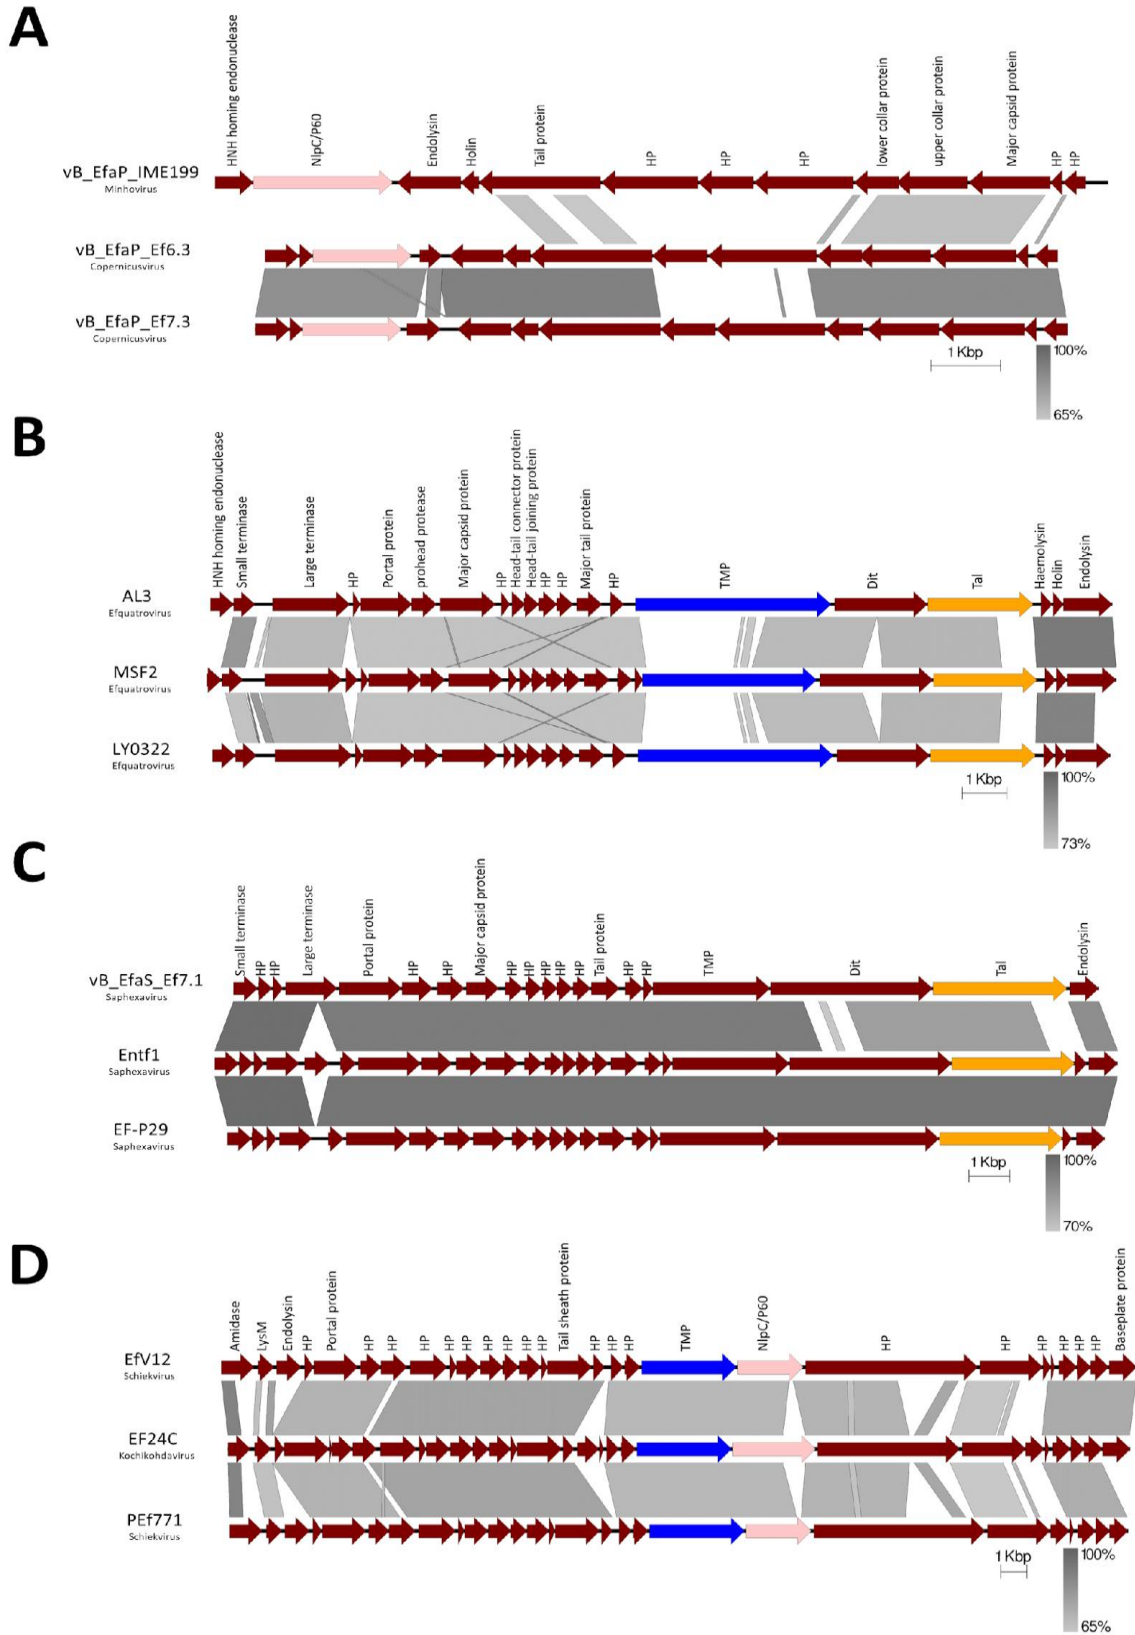 A
HNH homing endonuclease
NlpC/P60
Endolysin
Holin
Tail protein
HP
HP
HP
lower collar protein
upper collar protein
Major capsid protein
HP
HP
vB_EfaP_IME199
Minhovirus
vB_EfaP_Ef6.3
Copernicusvirus
vB_EfaP_Ef7.3
Copernicusvirus
1 Kbp
100%
65%
B
HNH homing endonuclease
Small terminase
Large terminase
HP
Portal protein
prohead protease
Major capsid protein
HP
Head-tail connector protein
Head-tail joining protein
HP
HP
Major tail protein
HP
TMP
Dit
Tal
Haemolysin
Holin
Endolysin
AL3
Efquatrovirus
MSF2
Efquatrovirus
LY0322
Efquatrovirus
1 Kbp
100%
73%
C
Small terminase
HP
HP
Large terminase
Portal protein
HP
HP
Major capsid protein
HP
HP
HP
HP
HP
Tail protein
HP
HP
TMP
Dit
Tal
Endolysin
vB_EfaS_Ef7.1
Saphexavirus
Entf1
Saphexavirus
EF-P29
Saphexavirus
1 Kbp
100%
70%
D
Amidase
LysM
Endolysin
HP
Portal protein
HP
HP
HP
HP
HP
HP
HP
HP
HP
Tail sheath protein
HP
HP
HP
TMP
NlpC/P60
HP
HP
HP
HP
HP
HP
Baseplate protein
EfV12
Schiekvirus
EF24C
Kochikohdavirus
PEf771
Schiekvirus
1 Kbp
100%
65%